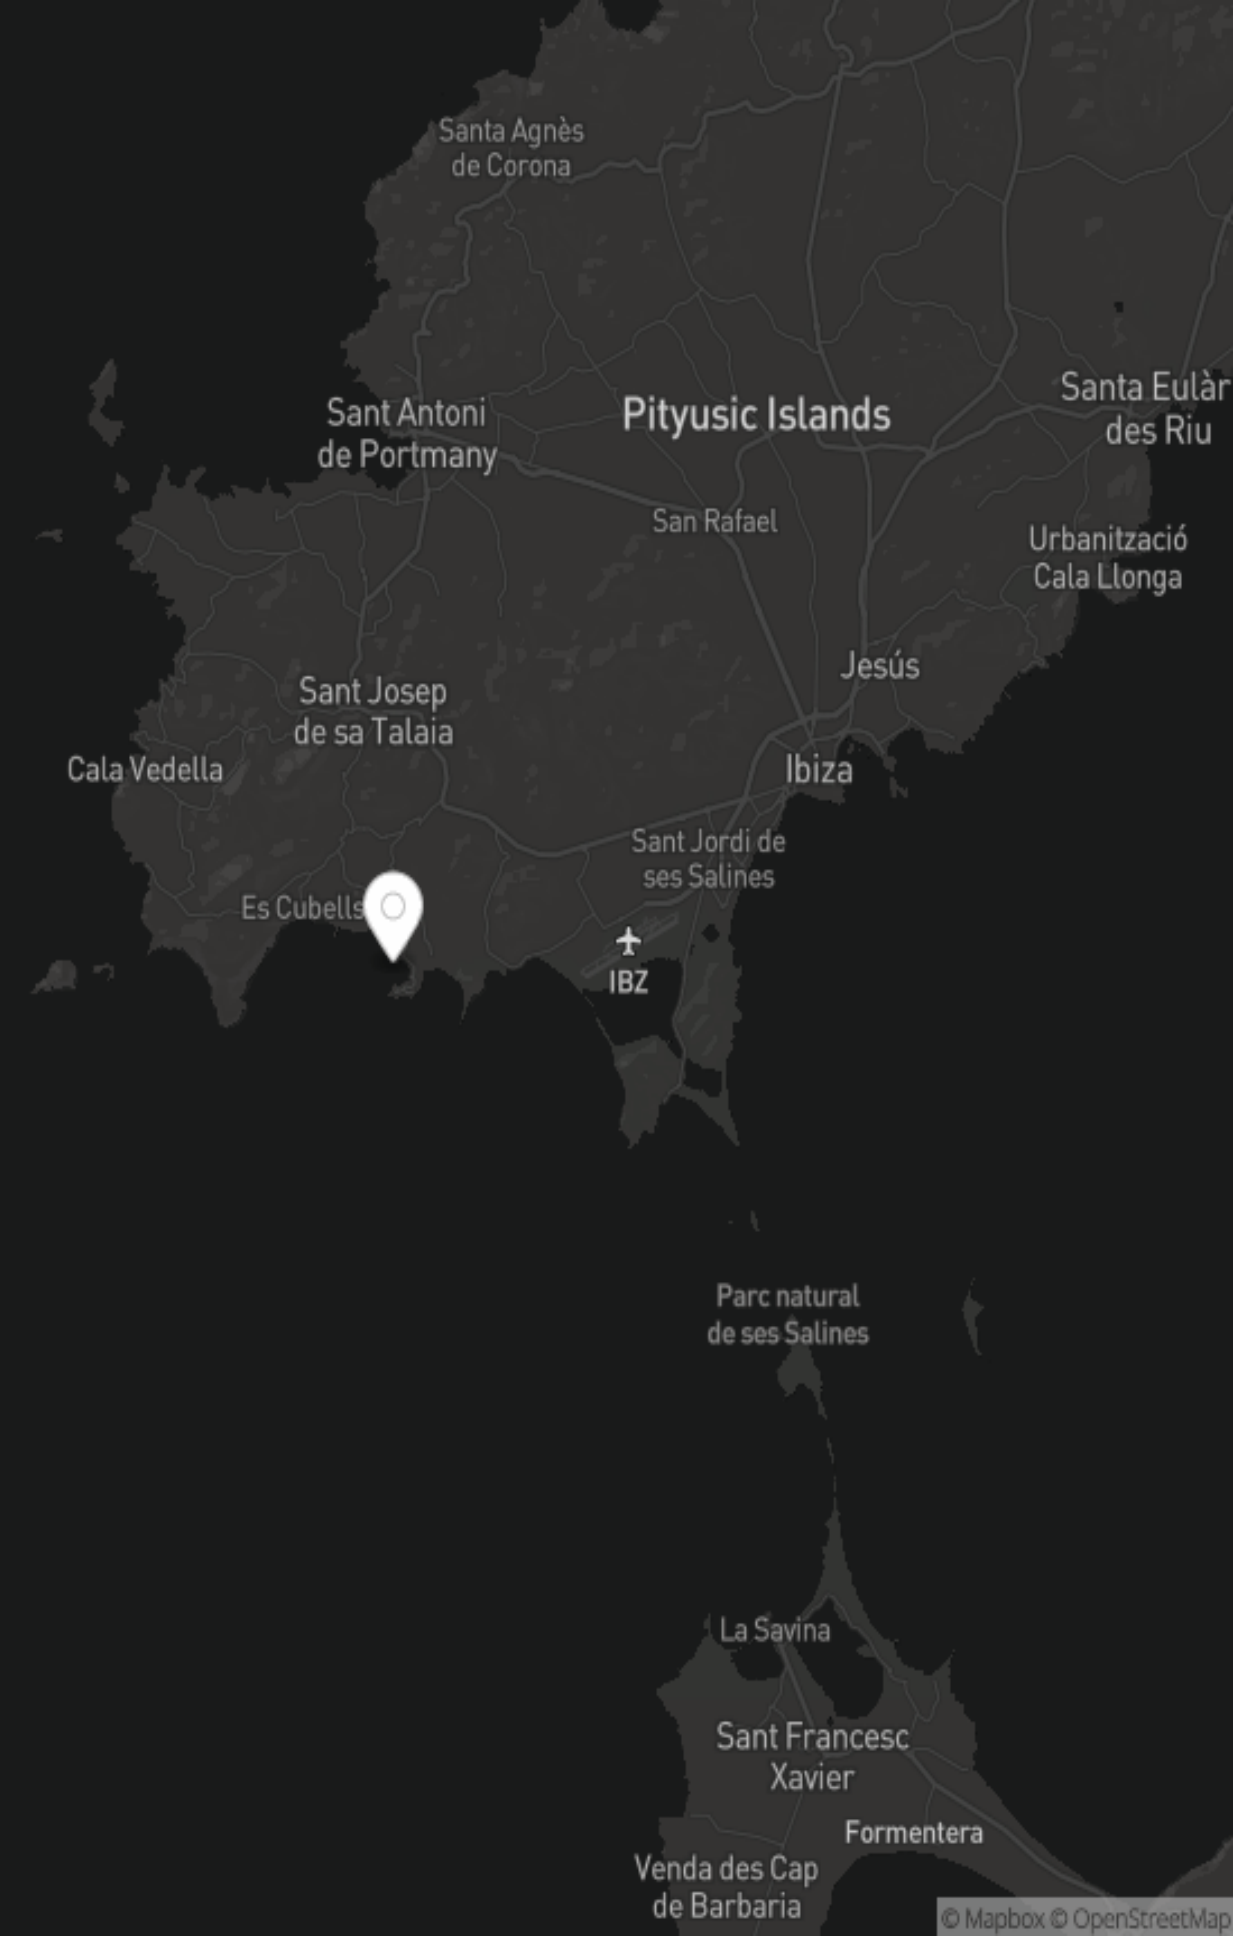 Santa Agnès
de Corona
Sant Antoni
de Portmany
Pityusic Islands
Santa Eulàr
des Riu
San Rafael
Urbanització
Cala Llonga
Jesús
Sant Josep
de sa Talaia
Cala Vedella
Ibiza
Sant Jordi de
ses Salines
Es Cubells
IBZ
Parc natural
de ses Salines
La Savina
Sant Francesc
Xavier
Formentera
Venda des Cap
de Barbaria
© Mapbox © OpenStreetMap